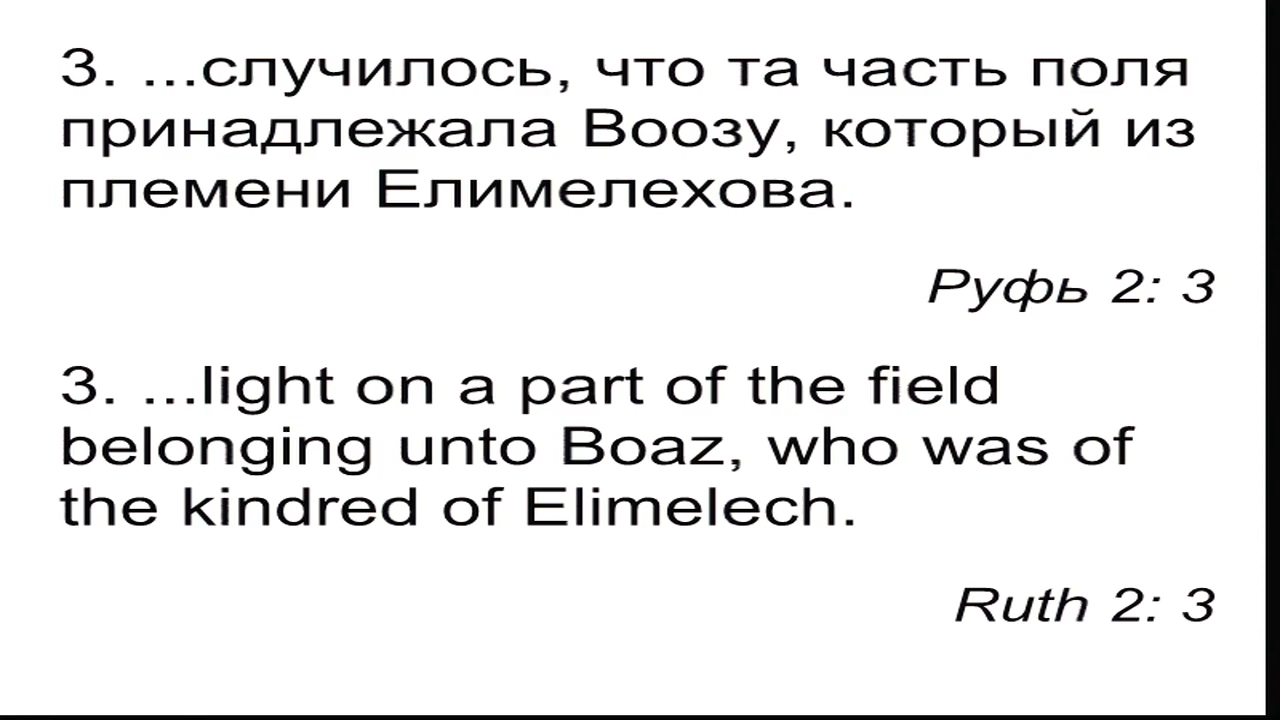 3. ...случилось, что та часть поля
принадлежала Воозу, который из
племени Елимелехова.
Руфь 2: 3
3. ...light on a part of the field
belonging unto Boaz, who was of
the kindred of Elimelech.
Ruth 2: 3